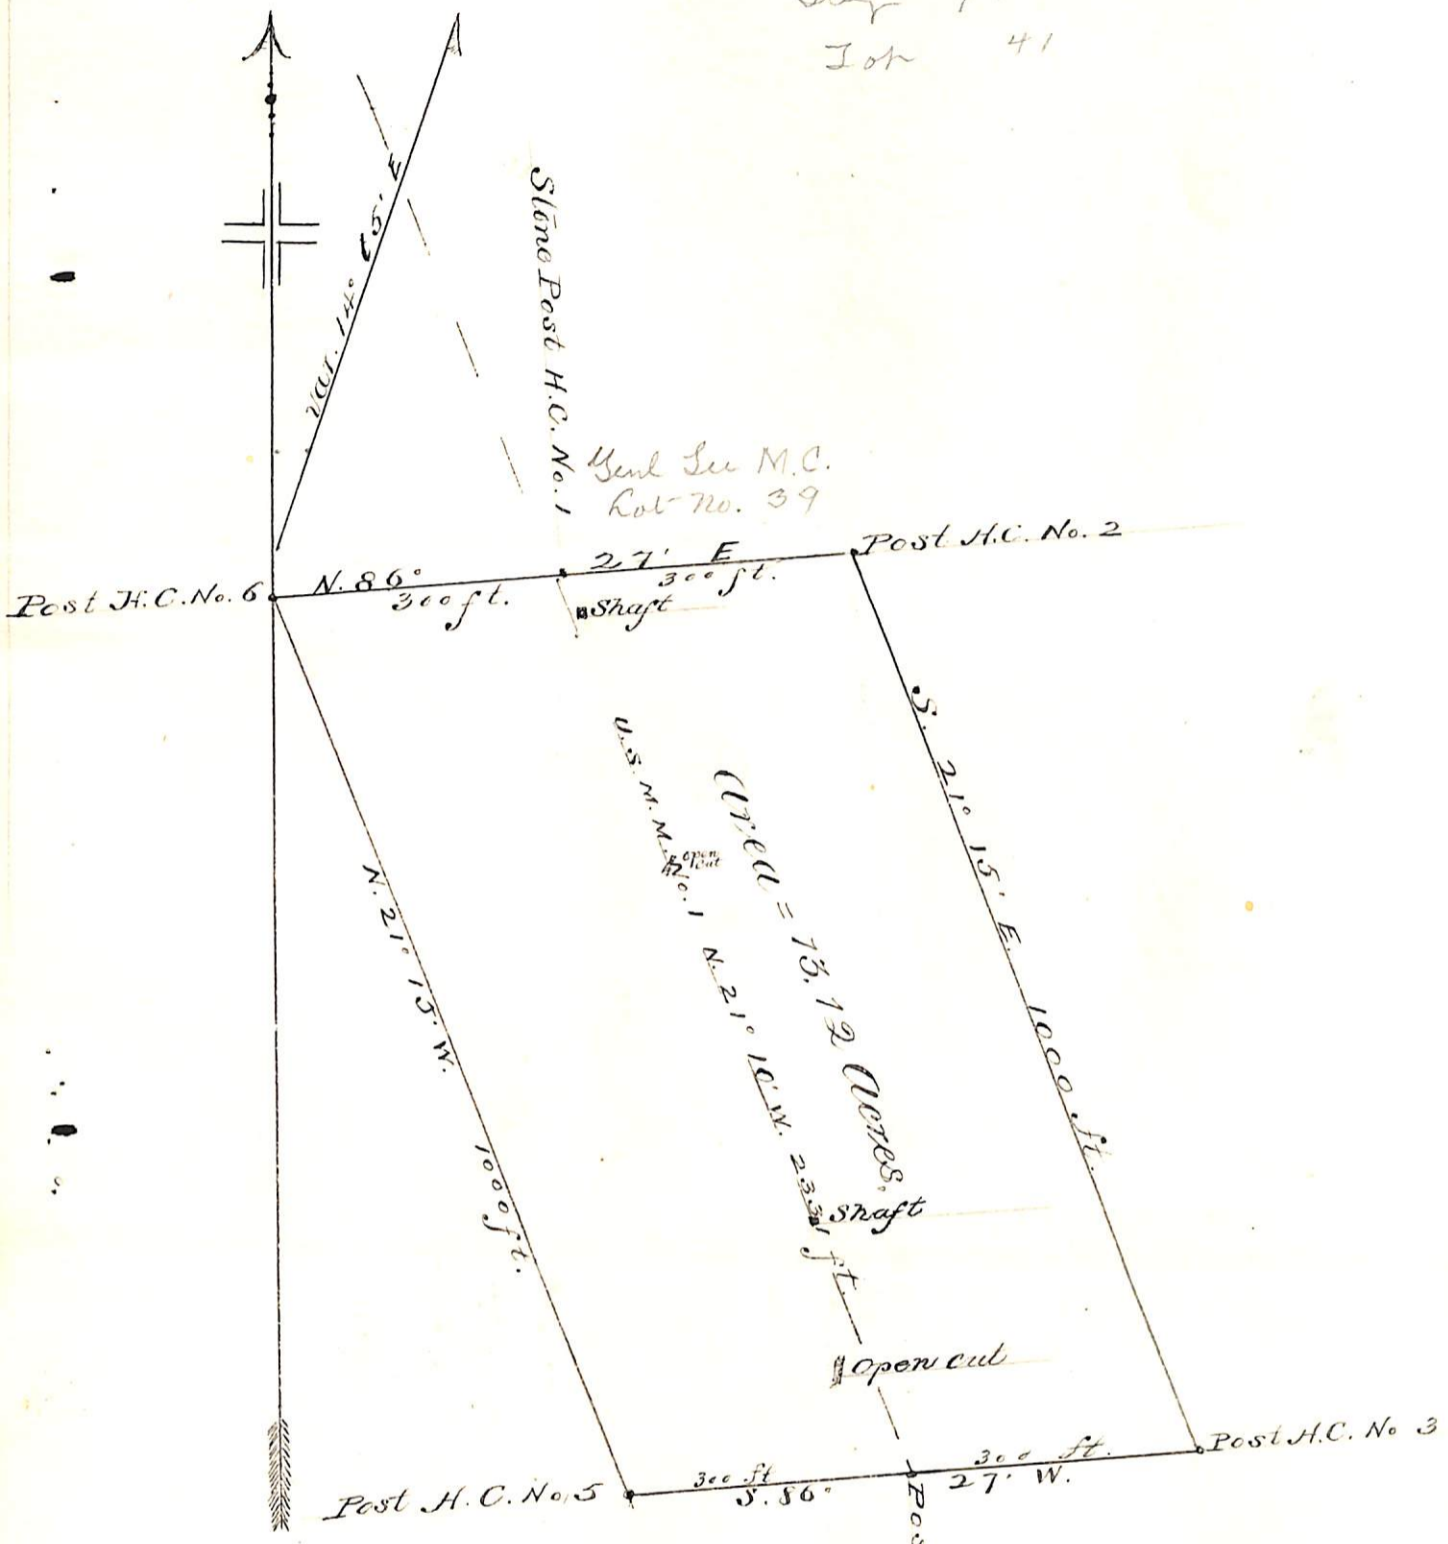 41
Var. 14° 15' E
Stone Post H.C. No. 1
Genl Lee M.C.
Lot No. 39
Post H.C. No. 6
N. 86° 27' E
300 ft. 300 ft.
Post H.C. No. 2
Shaft
S. 21° 15' E. 1000 ft.
N. 21° 15' W. 1000 ft.
U.S. M. M. No. 1 N. 21° 10' W. 2331 ft.
open
cut
Area = 13.12 Acres.
Shaft
Open cut
Post H.C. No 3
300 ft 300 ft.
S. 86° 27' W.
Post H.C. No. 5